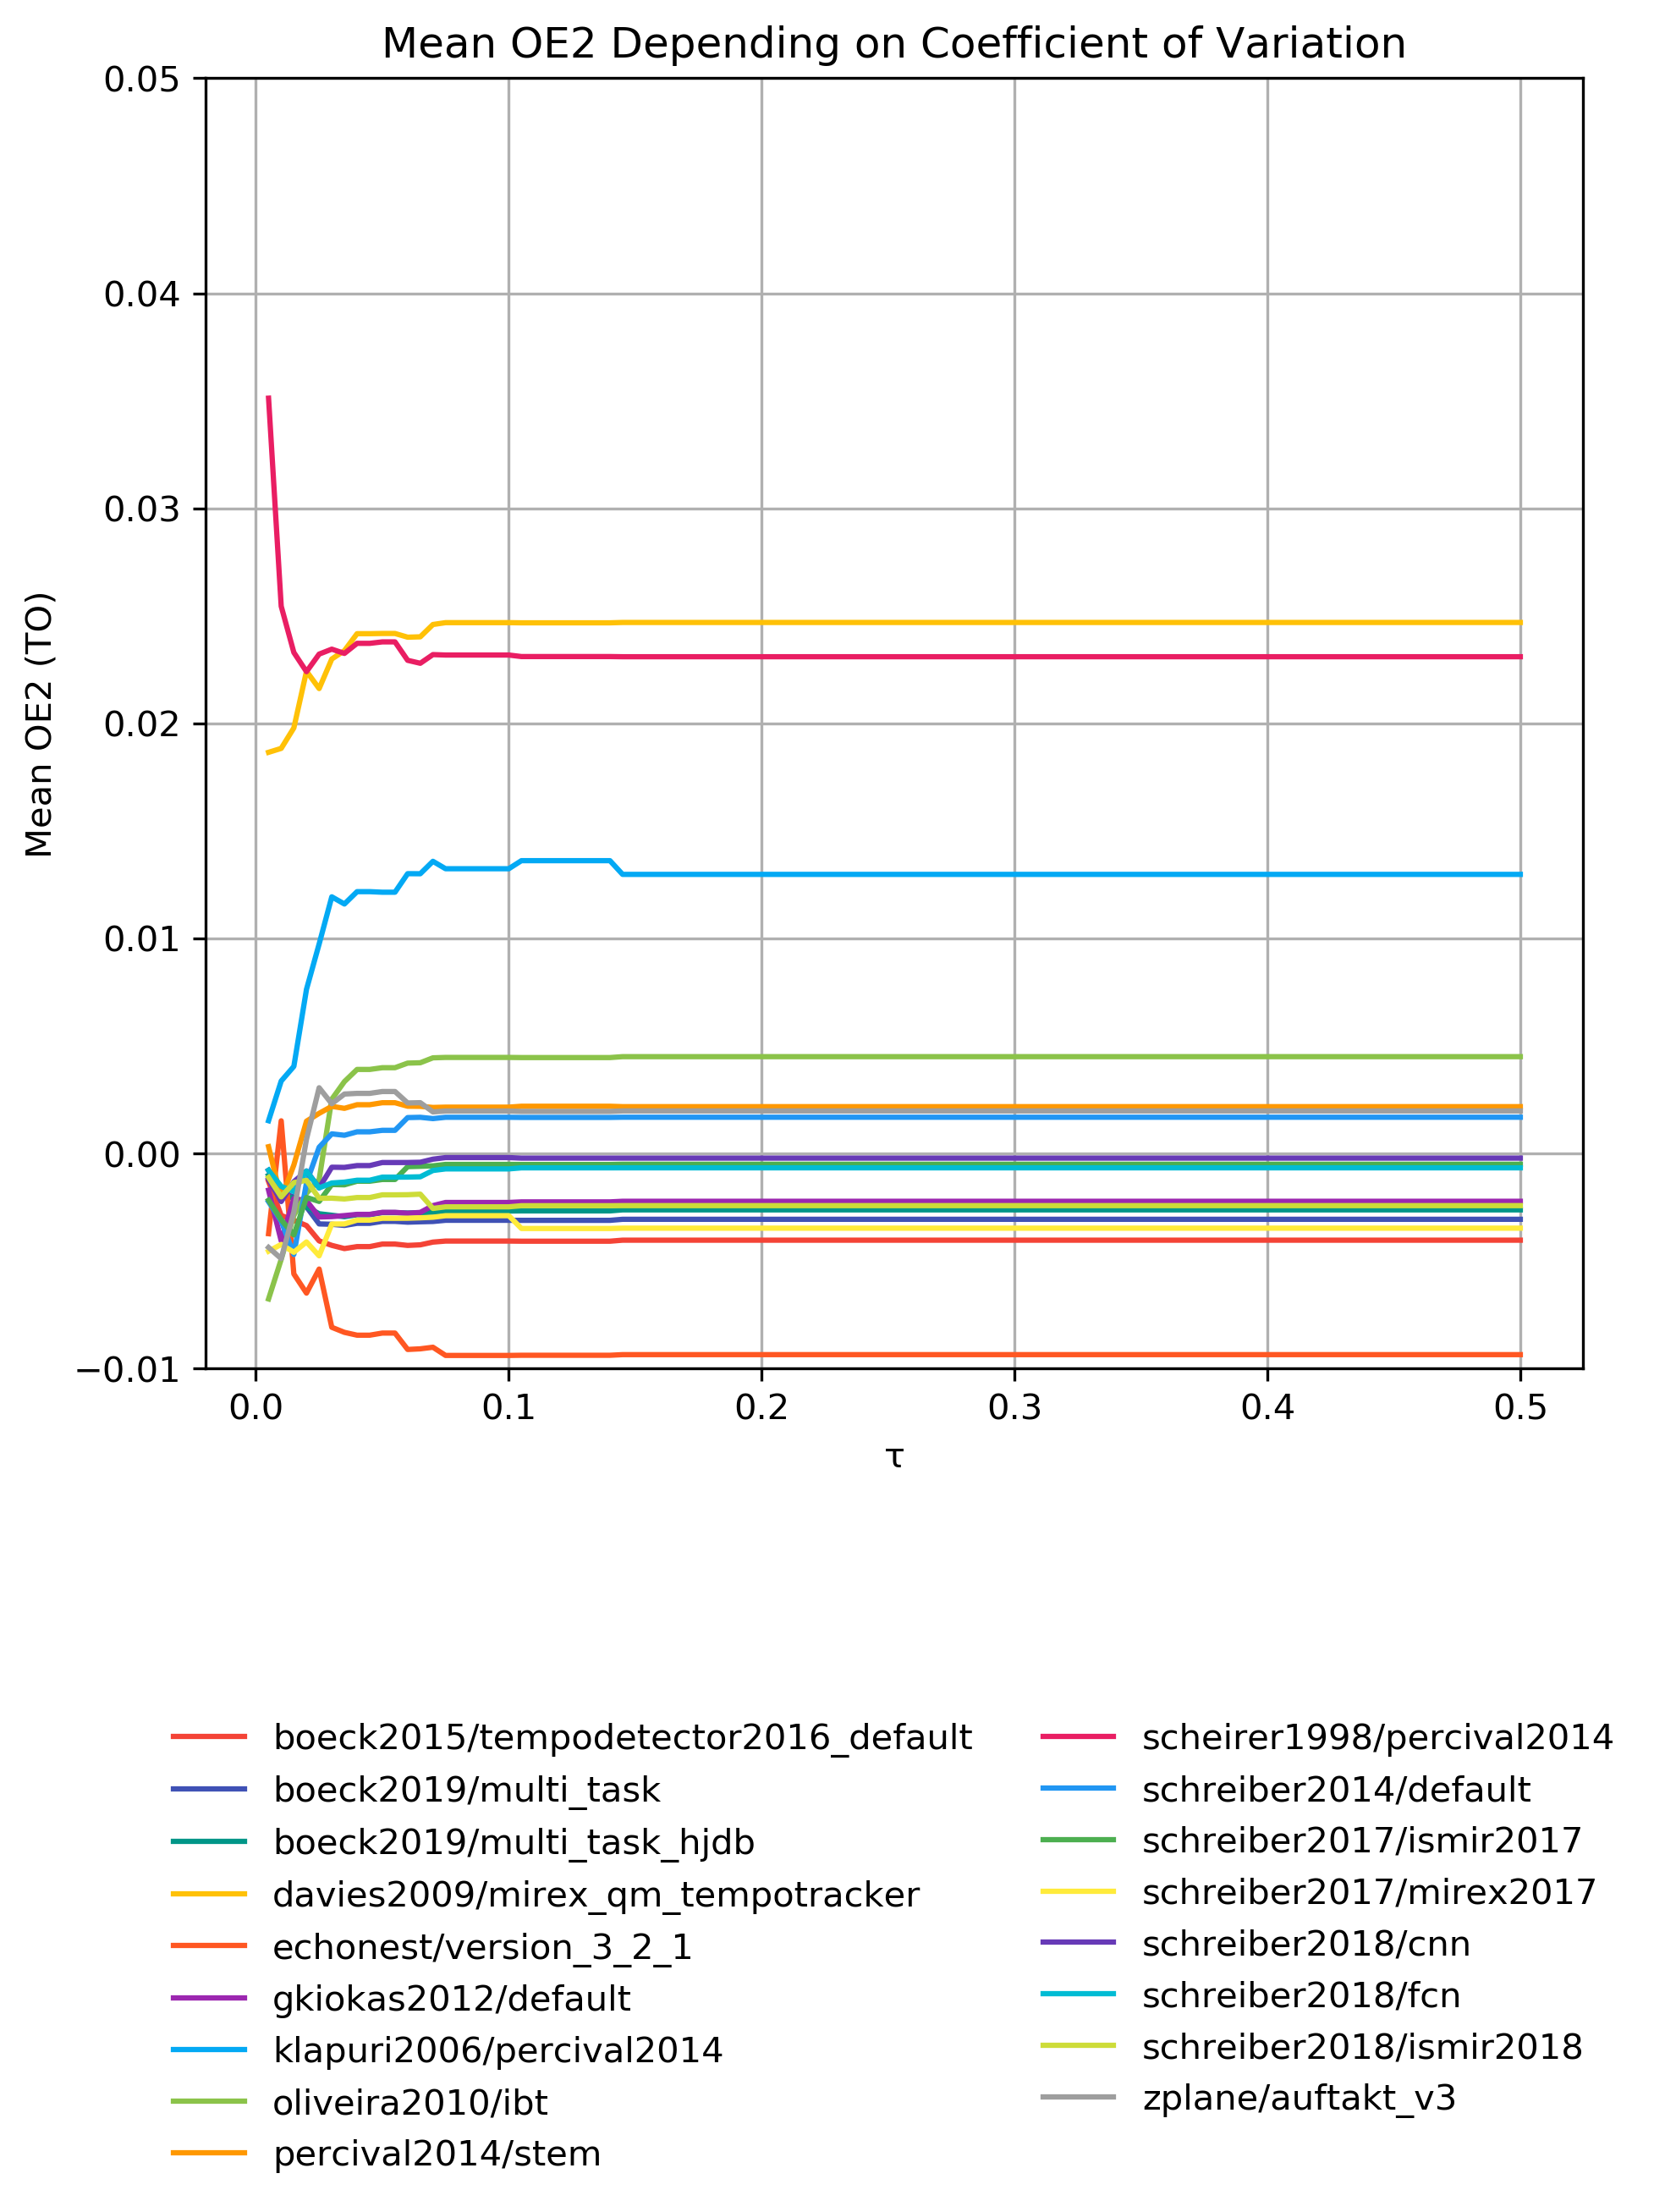 Mean OE2 Depending on Coefficient of Variation
0.05
0.04
0.03
0.02
0.01
0.00
−0.01
Mean OE2 (TO)
0.0 0.1 0.2 0.3 0.4 0.5
τ
boeck2015/tempodetector2016_default
boeck2019/multi_task
boeck2019/multi_task_hjdb
davies2009/mirex_qm_tempotracker
echonest/version_3_2_1
gkiokas2012/default
klapuri2006/percival2014
oliveira2010/ibt
percival2014/stem
scheirer1998/percival2014
schreiber2014/default
schreiber2017/ismir2017
schreiber2017/mirex2017
schreiber2018/cnn
schreiber2018/fcn
schreiber2018/ismir2018
zplane/auftakt_v3